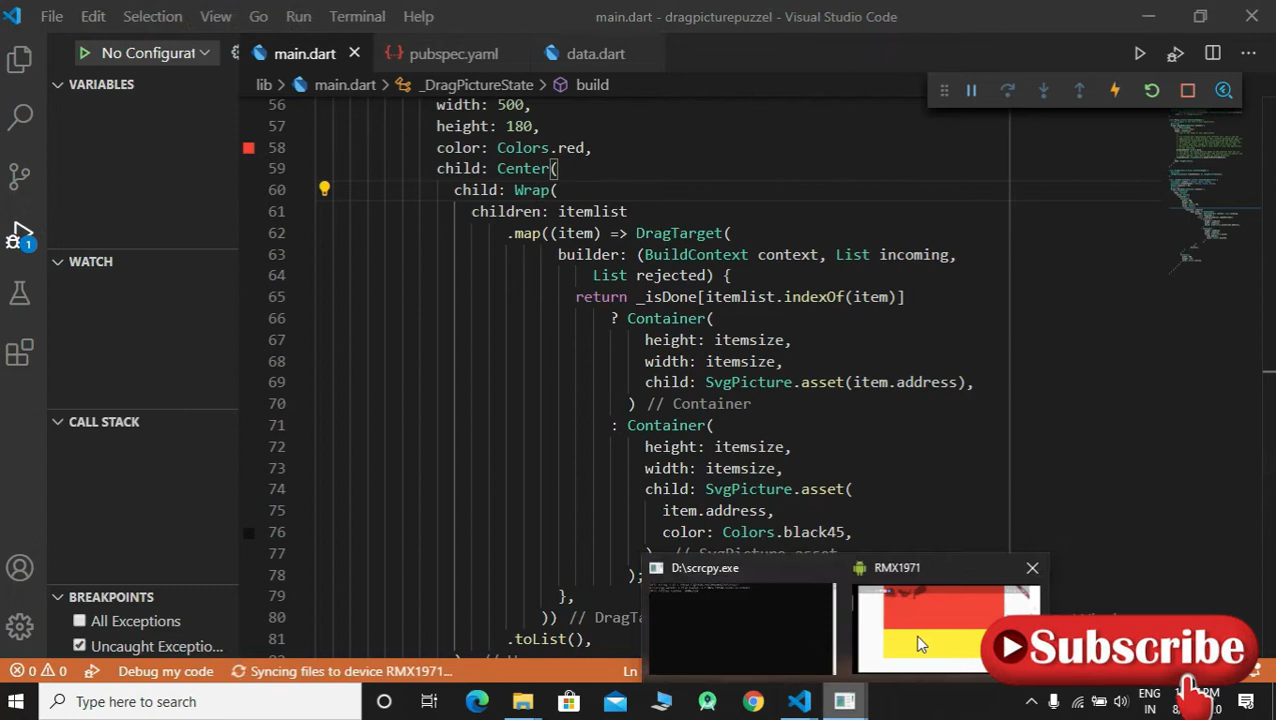 File Edit Selection View Go Run Terminal Help main.dart - dragpicturepuzzel - Visual Studio Code
No Configurat main.dart pubspec.yaml data.dart
VARIABLES
lib > main.dart > _DragPictureState > build
56 width: 500,
57 height: 180,
58 color: Colors.red,
59 child: Center(
60 child: Wrap(
61 children: itemlist
62 .map((item) => DragTarget(
WATCH
63 builder: (BuildContext context, List incoming,
64 List rejected) {
65 return _isDone[itemlist.indexOf(item)]
66 ? Container(
67 height: itemsize,
68 width: itemsize,
69 child: SvgPicture.asset(item.address),
70 ) // Container
CALL STACK
71 : Container(
72 height: itemsize,
73 width: itemsize,
74 child: SvgPicture.asset(
75 item.address,
76 color: Colors.black45,
77 ) // SvgPicture.asset
78 );
79 },
80 )) // DragTa
81 .toList(),
82
BREAKPOINTS
All Exceptions
Uncaught Exceptio...
D:\scrcpy.exe RMX1971
Subscribe
0 0 Debug my code Syncing files to device RMX1971... Ln
Type here to search
ENG
IN